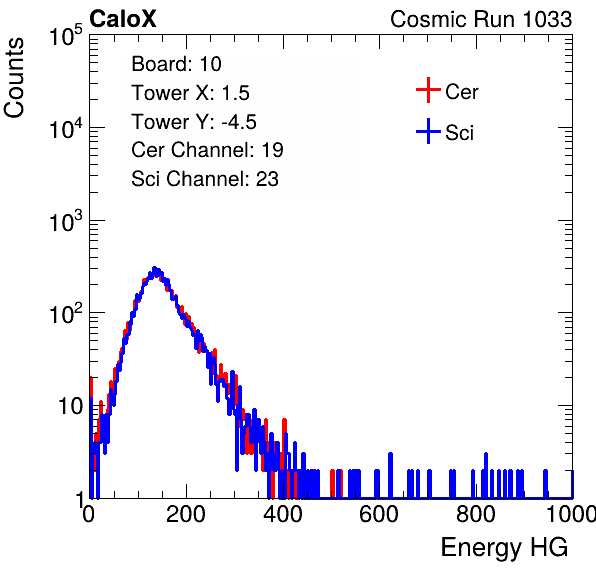 CaloX Cosmic Run 1033
Counts
Board: 10
Tower X: 1.5
Tower Y: -4.5
Cer Channel: 19
Sci Channel: 23
Cer
Sci
10^5
10^4
10^3
10^2
10
1
0 200 400 600 800 1000
Energy HG